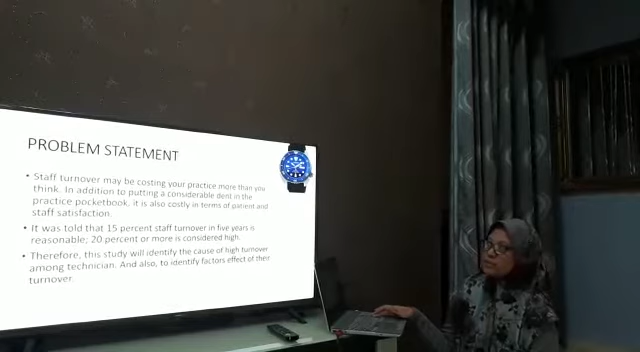 PROBLEM STATEMENT
• Staff turnover may be costing your practice more than you
think. In addition to putting a considerable dent in the
practice pocketbook, it is also costly in terms of patient and
staff satisfaction.
• It was told that 15 percent staff turnover in five years is
reasonable; 20 percent or more is considered high.
• Therefore, this study will identify the cause of high turnover
among technician. And also, to identify factors effect of their
turnover.